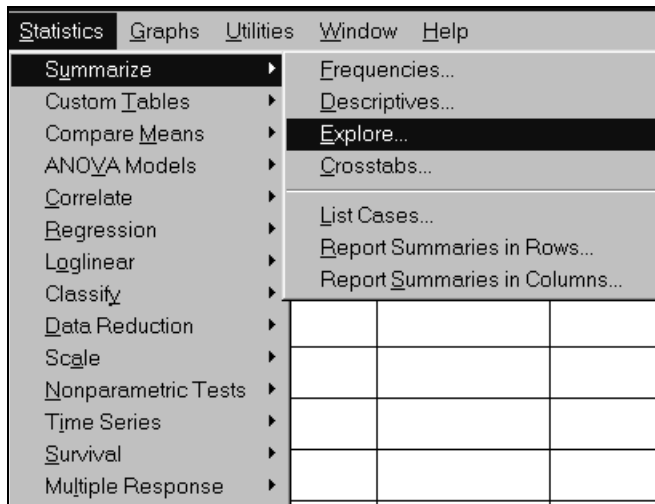 Statistics Graphs Utilities Window Help
Summarize
Custom Tables
Compare Means
ANOVA Models
Correlate
Regression
Loglinear
Classify
Data Reduction
Scale
Nonparametric Tests
Time Series
Survival
Multiple Response
Frequencies...
Descriptives...
Explore...
Crosstabs...
List Cases...
Report Summaries in Rows...
Report Summaries in Columns...